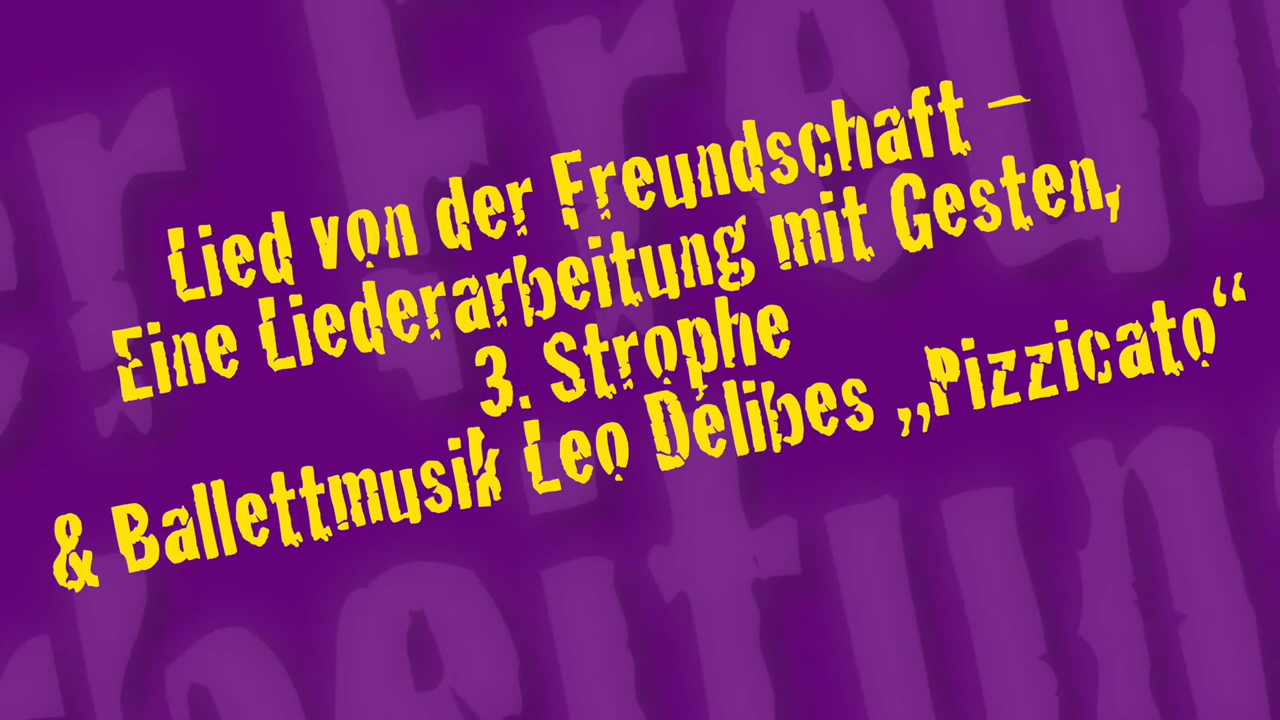 Lied von der Freundschaft –
Eine Liederarbeitung mit Gesten,
3. Strophe
& Ballettmusik Leo Delibes „Pizzicato“